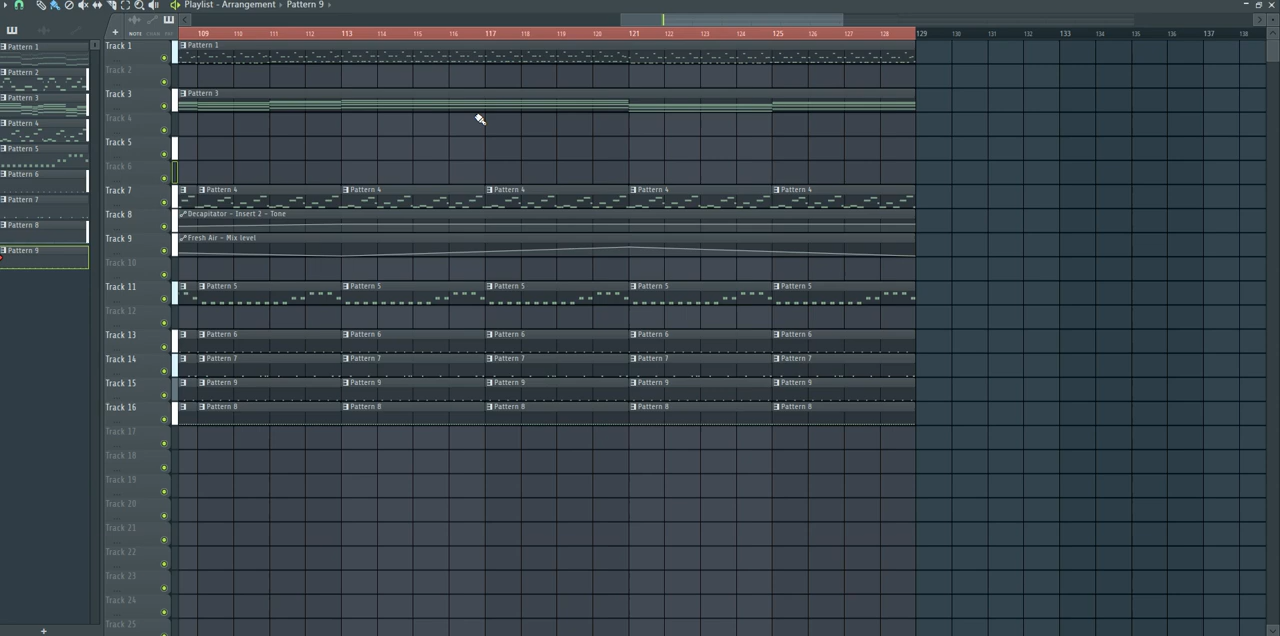 Playlist - Arrangement › Pattern 9 ›
NOTE CHAN PAT
109 110 111 112 113 114 115 116 117 118 119 120 121 122 123 124 125 126 127 128 129 130 131 132 133 134 135 136 137 138
Pattern 1
Pattern 2
Pattern 3
Pattern 4
Pattern 5
Pattern 6
Pattern 7
Pattern 8
Pattern 9
Track 1 Pattern 1
Track 2
Track 3 Pattern 3
Track 4
Track 5
Track 6
Track 7 Pattern 4 Pattern 4 Pattern 4 Pattern 4 Pattern 4
Track 8 Decapitator - Insert 2 - Tone
Track 9 Fresh Air - Mix level
Track 10
Track 11 Pattern 5 Pattern 5 Pattern 5 Pattern 5 Pattern 5
Track 12
Track 13 Pattern 6 Pattern 6 Pattern 6 Pattern 6 Pattern 6
Track 14 Pattern 7 Pattern 7 Pattern 7 Pattern 7 Pattern 7
Track 15 Pattern 9 Pattern 9 Pattern 9 Pattern 9 Pattern 9
Track 16 Pattern 8 Pattern 8 Pattern 8 Pattern 8 Pattern 8
Track 17
Track 18
Track 19
Track 20
Track 21
Track 22
Track 23
Track 24
Track 25